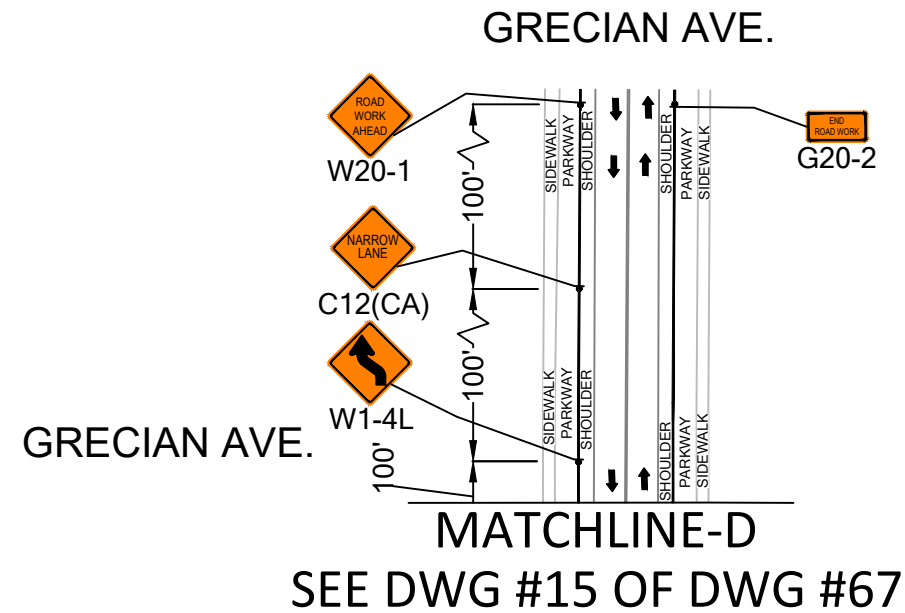 GRECIAN AVE.
ROAD
WORK
AHEAD
W20-1
END
ROAD WORK
G20-2
100'
SIDEWALK
PARKWAY
SHOULDER
SHOULDER
PARKWAY
SIDEWALK
NARROW
LANE
C12(CA)
100'
W1-4L
SIDEWALK
PARKWAY
SHOULDER
SHOULDER
PARKWAY
SIDEWALK
GRECIAN AVE.
100'
MATCHLINE-D
SEE DWG #15 OF DWG #67